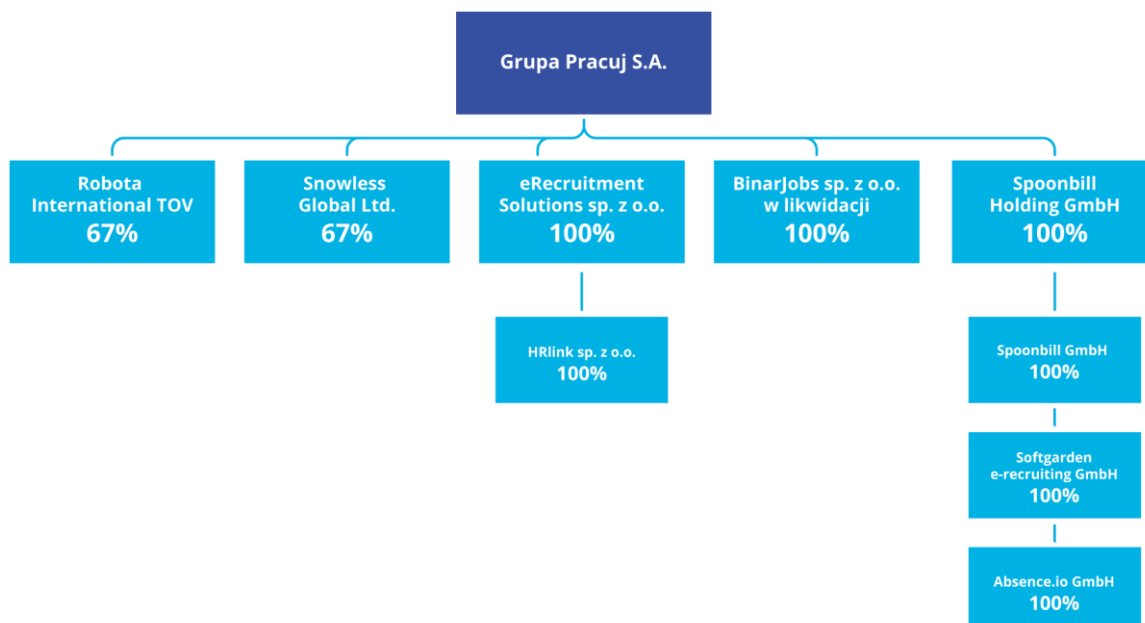 Grupa Pracuj S.A.
Robota
International TOV
67%
Snowless
Global Ltd.
67%
eRecruitment
Solutions sp. z o.o.
100%
BinarJobs sp. z o.o.
w likwidacji
100%
Spoonbill
Holding GmbH
100%
HRlink sp. z o.o.
100%
Spoonbill GmbH
100%
Softgarden
e-recruiting GmbH
100%
Absence.io GmbH
100%